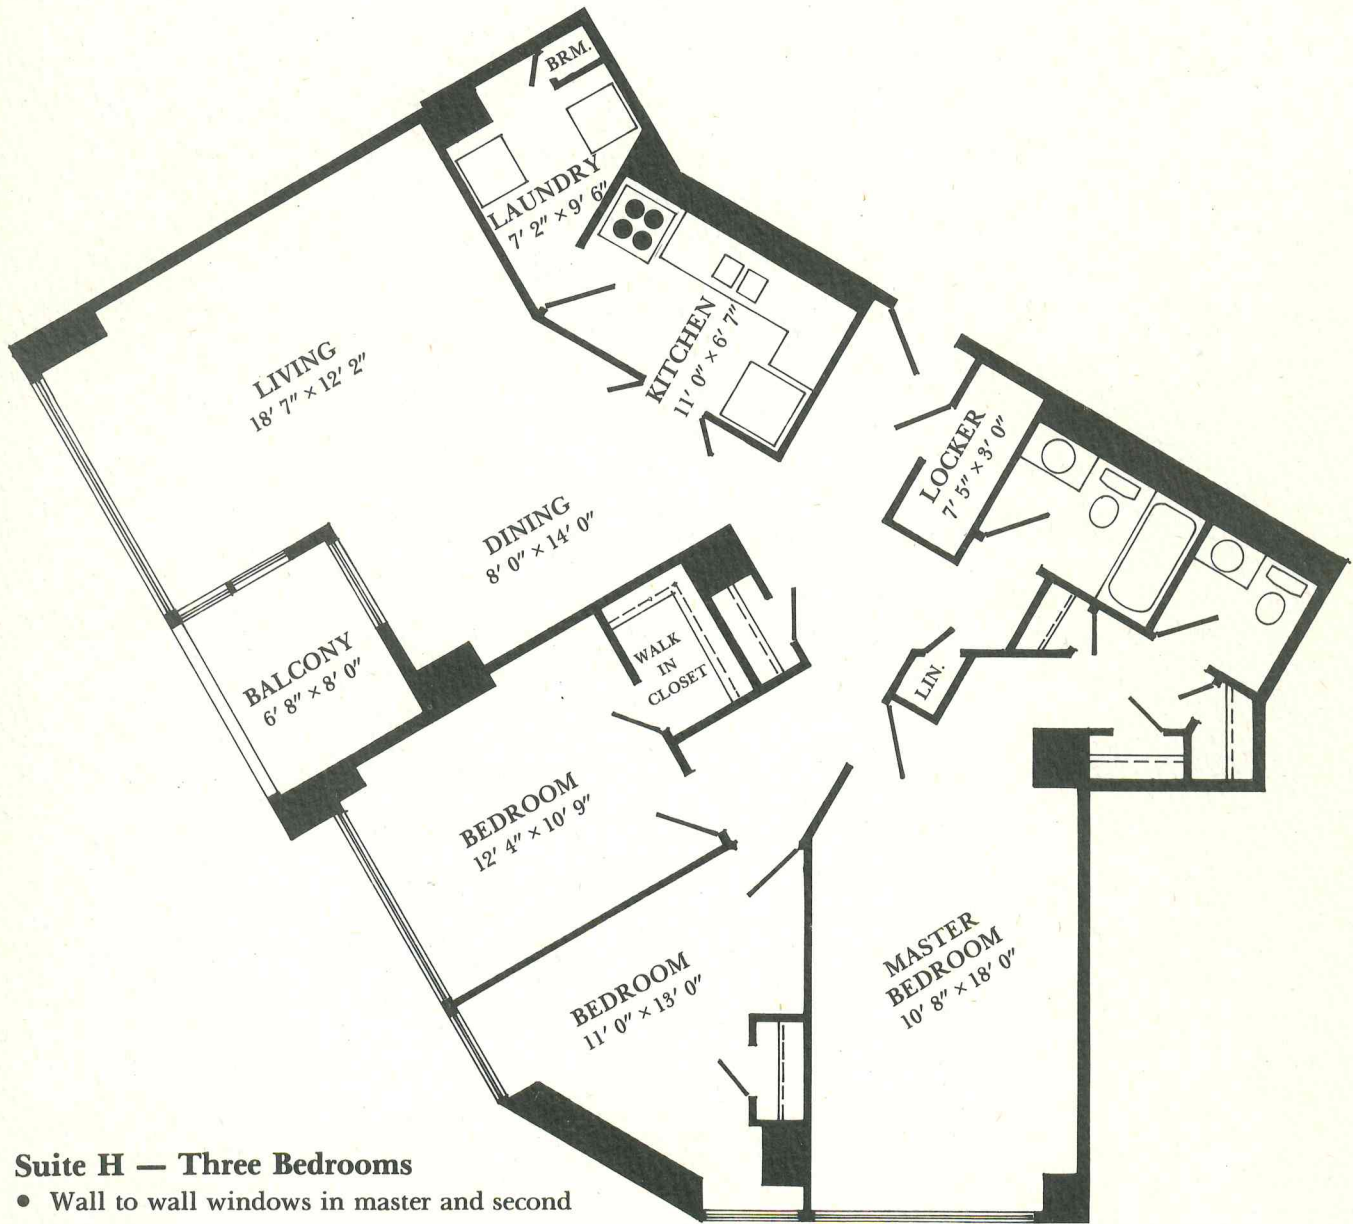 BRM.
LAUNDRY
7' 2" × 9' 6"
KITCHEN
11' 0" × 6' 7"
LIVING
18' 7" × 12' 2"
DINING
8' 0" × 14' 0"
LOCKER
7' 5" × 3' 0"
BALCONY
6' 8" × 8' 0"
WALK
IN
CLOSET
LIN.
BEDROOM
12' 4" × 10' 9"
BEDROOM
11' 0" × 13' 0"
MASTER
BEDROOM
10' 8" × 18' 0"
Suite H — Three Bedrooms
• Wall to wall windows in master and second